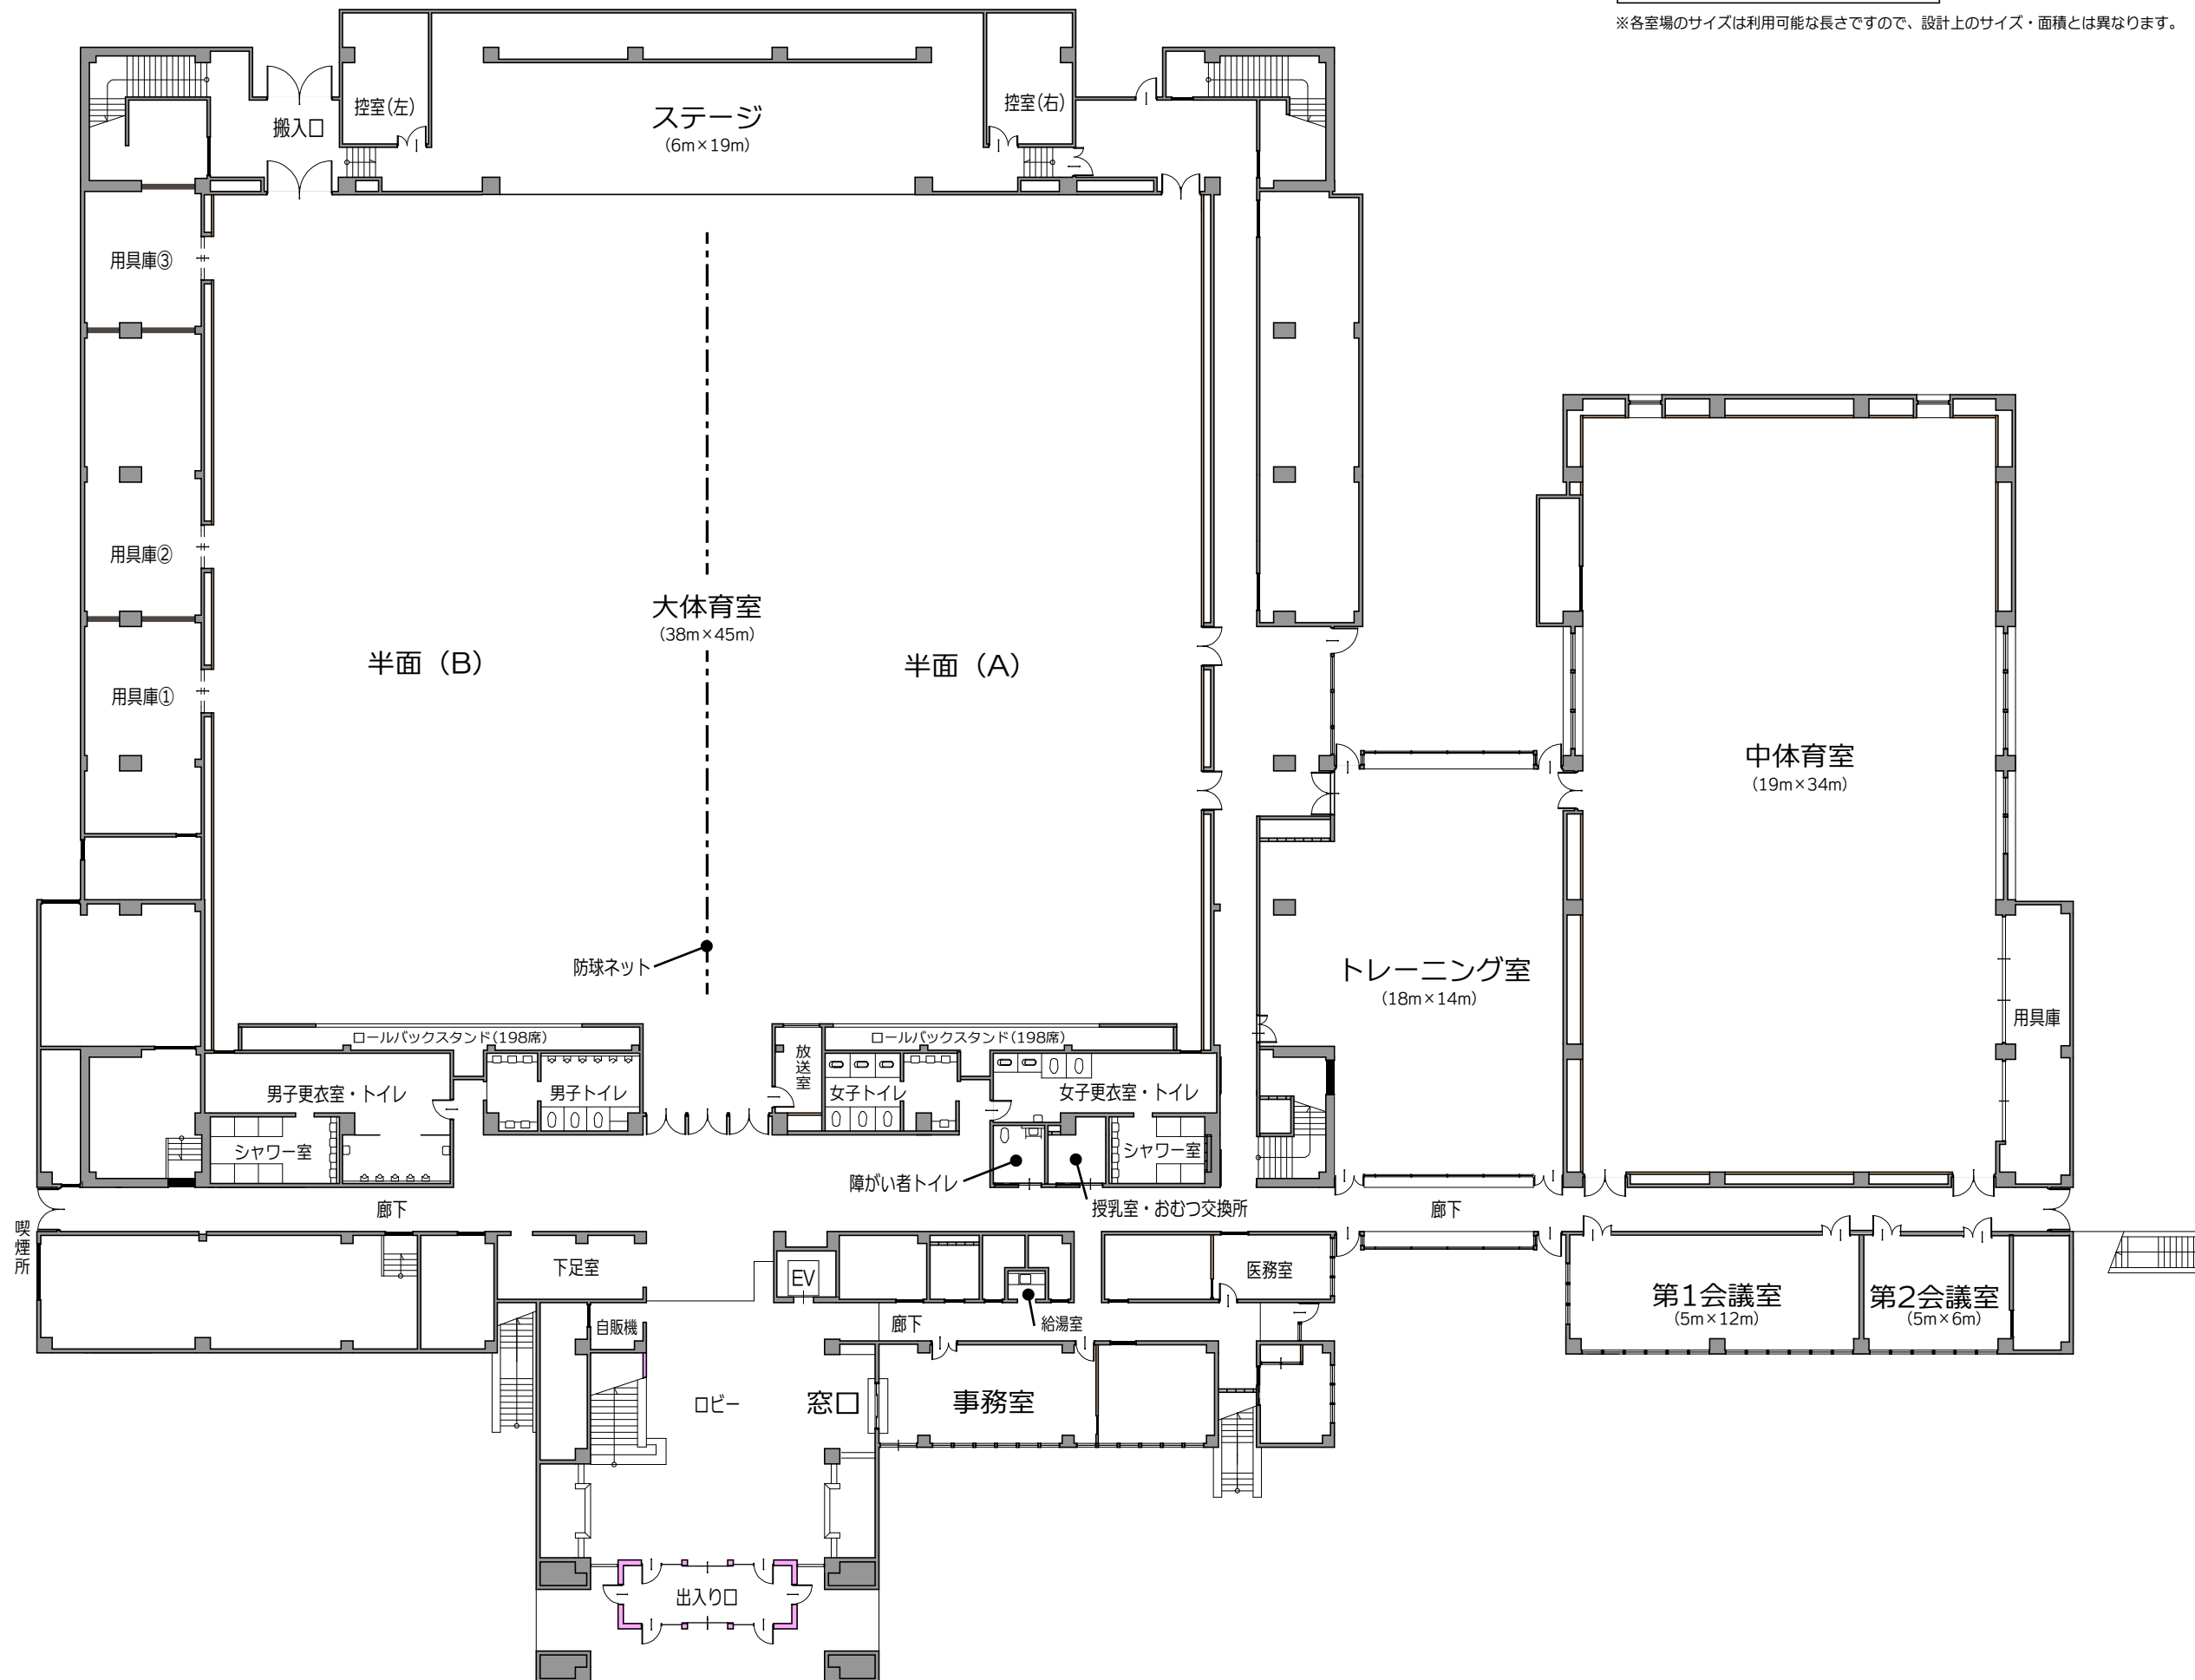 ※各室場のサイズは利用可能な長さですので、設計上のサイズ・面積とは異なります。
控室(左)
搬入口
ステージ
(6m×19m)
控室(右)
用具庫③
用具庫②
用具庫①
大体育室
(38m×45m)
半面（B）
半面（A）
防球ネット
中体育室
(19m×34m)
トレーニング室
(18m×14m)
用具庫
ロールバックスタンド(198席)
ロールバックスタンド(198席)
放送室
男子更衣室・トイレ
男子トイレ
女子トイレ
女子更衣室・トイレ
シャワー室
シャワー室
障がい者トイレ
授乳室・おむつ交換所
廊下
廊下
喫煙所
下足室
EV
医務室
自販機
廊下
給湯室
第1会議室
(5m×12m)
第2会議室
(5m×6m)
ロビー
窓口
事務室
出入り口